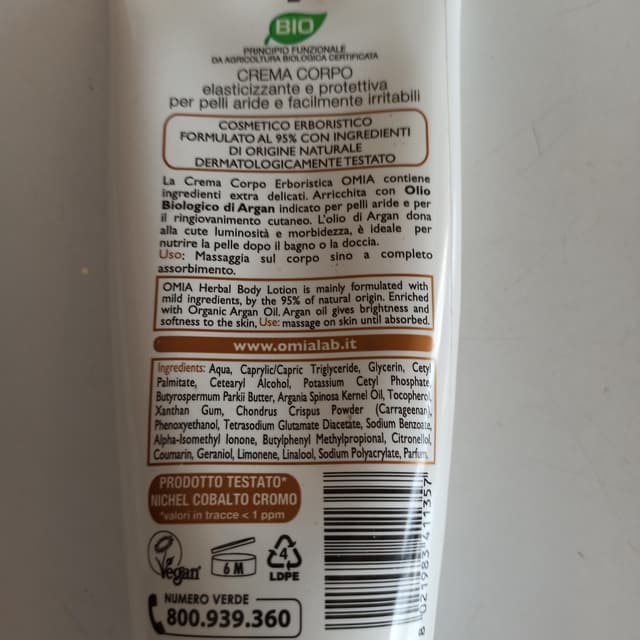 BIO
PRINCIPIO FUNZIONALE
DA AGRICOLTURA BIOLOGICA CERTIFICATA
CREMA CORPO
elasticizzante e protettiva
per pelli aride e facilmente irritabili
COSMETICO ERBORISTICO
FORMULATO AL 95% CON INGREDIENTI
DI ORIGINE NATURALE
DERMATOLOGICAMENTE TESTATO
La Crema Corpo Erboristica OMIA contiene
ingredienti extra delicati. Arricchita con Olio
Biologico di Argan indicato per pelli aride e per
il ringiovanimento cutaneo. L'olio di Argan dona
alla cute luminosità e morbidezza, è ideale per
nutrire la pelle dopo il bagno o la doccia.
Uso: Massaggia sul corpo sino a completo
assorbimento.
OMIA Herbal Body Lotion is mainly formulated with
mild ingredients, by the 95% of natural origin. Enriched
with Organic Argan Oil. Argan oil gives brightness and
softness to the skin, Use: massage on skin until absorbed.
www.omialab.it
Ingredients: Aqua, Caprylic/Capric Triglyceride, Glycerin, Cetyl
Palmitate, Cetearyl Alcohol, Potassium Cetyl Phosphate,
Butyrospermum Parkii Butter, Argania Spinosa Kernel Oil, Tocopherol,
Xanthan Gum, Chondrus Crispus Powder (Carrageenan),
Phenoxyethanol, Tetrasodium Glutamate Diacetate, Sodium Benzoate,
Alpha-Isomethyl Ionone, Butylphenyl Methylpropional, Citronellol,
Coumarin, Geraniol, Limonene, Linalool, Sodium Polyacrylate, Parfum.
PRODOTTO TESTATO*
NICHEL COBALTO CROMO
*valori in tracce < 1 ppm
Vegan
6 M
4
LDPE
8 021983 411357
NUMERO VERDE
800.939.360